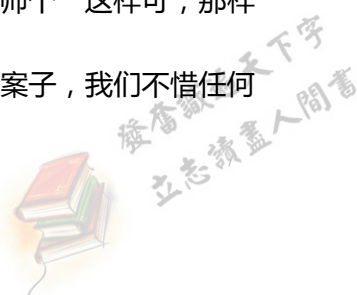 这样可，那样
案子，我们不惜任何
發奮識遍天下字
立志讀盡人間書